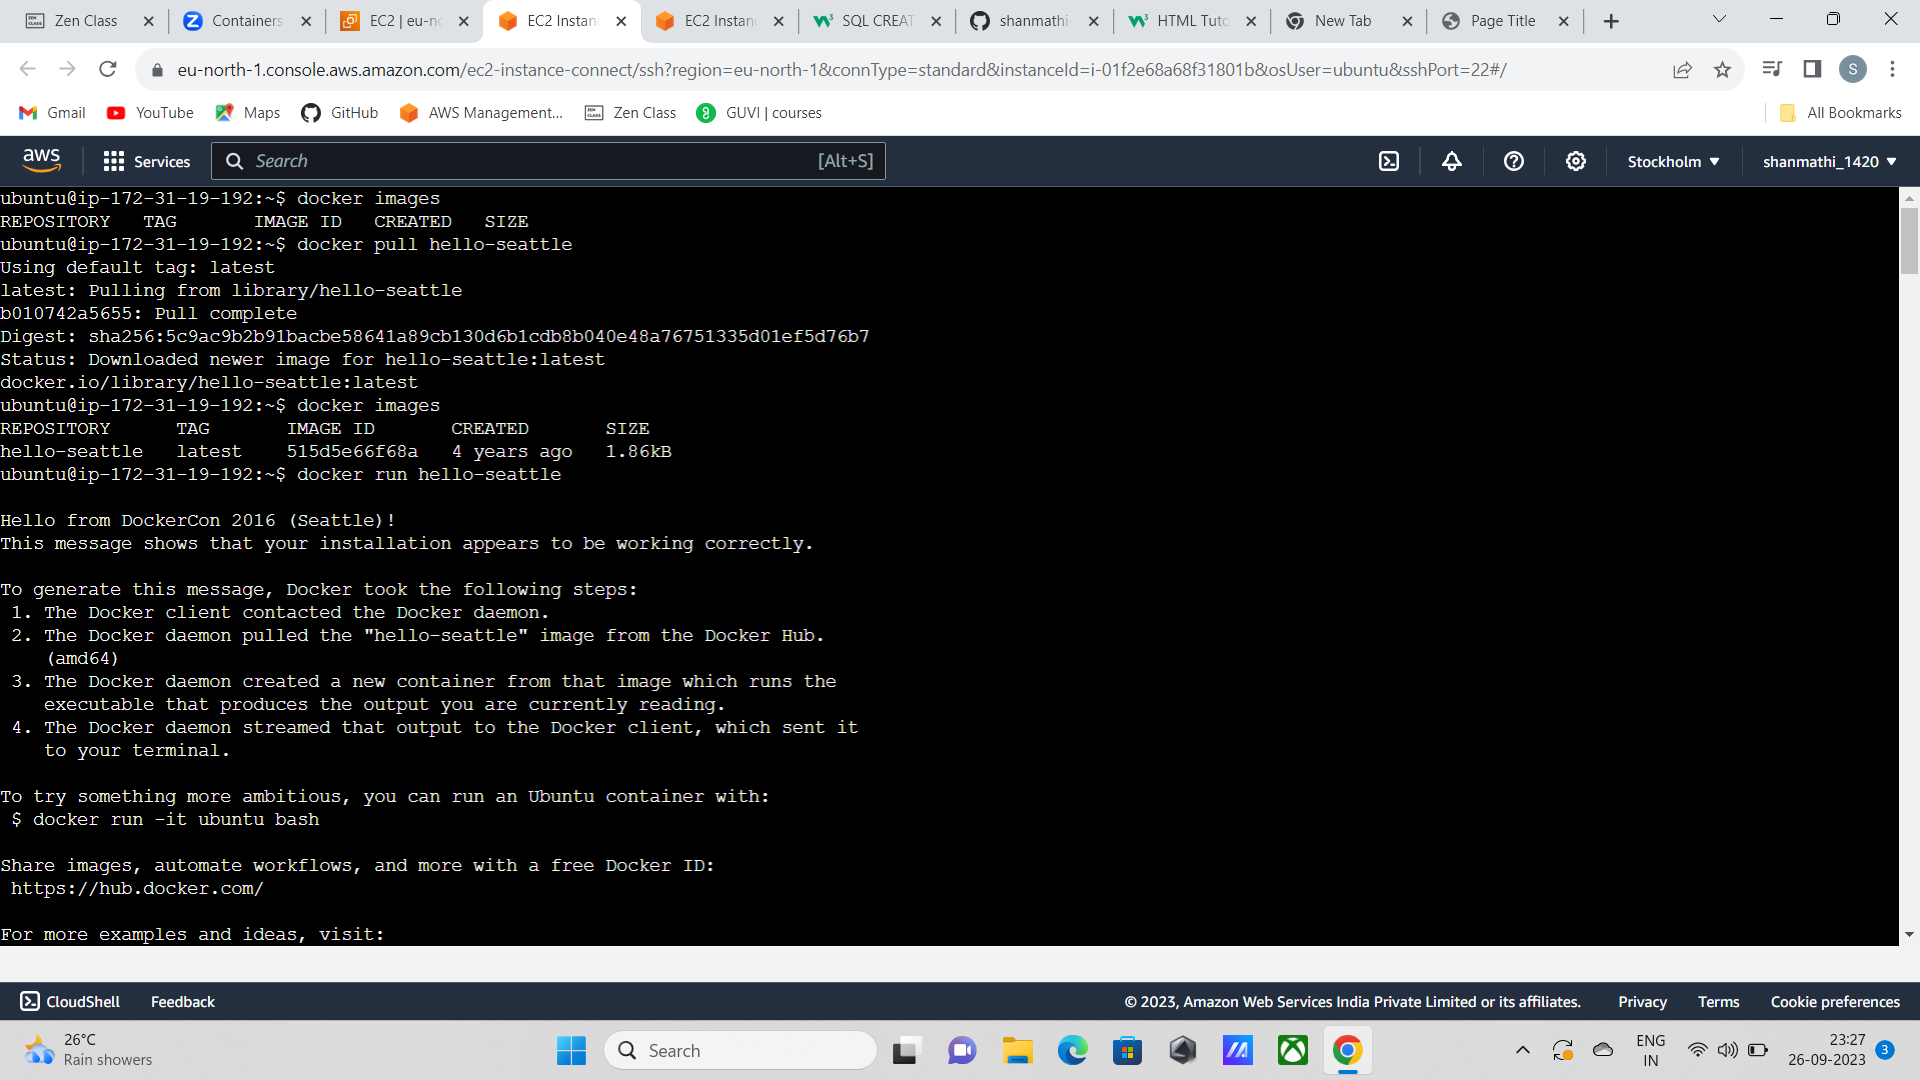 Zen Class
Containers
EC2 | eu-no
EC2 Instanc
EC2 Instanc
SQL CREAT
shanmathi-
HTML Tuto
New Tab
Page Title
eu-north-1.console.aws.amazon.com/ec2-instance-connect/ssh?region=eu-north-1&connType=standard&instanceId=i-01f2e68a68f31801b&osUser=ubuntu&sshPort=22#/
S
Gmail
YouTube
Maps
GitHub
AWS Management...
Zen Class
GUVI | courses
All Bookmarks
aws
Services
Search
[Alt+S]
Stockholm
shanmathi_1420
ubuntu@ip-172-31-19-192:~$ docker images
REPOSITORY   TAG       IMAGE ID   CREATED   SIZE
ubuntu@ip-172-31-19-192:~$ docker pull hello-seattle
Using default tag: latest
latest: Pulling from library/hello-seattle
b010742a5655: Pull complete
Digest: sha256:5c9ac9b2b91bacbe58641a89cb130d6b1cdb8b040e48a76751335d01ef5d76b7
Status: Downloaded newer image for hello-seattle:latest
docker.io/library/hello-seattle:latest
ubuntu@ip-172-31-19-192:~$ docker images
REPOSITORY      TAG       IMAGE ID       CREATED       SIZE
hello-seattle   latest    515d5e66f68a   4 years ago   1.86kB
ubuntu@ip-172-31-19-192:~$ docker run hello-seattle
Hello from DockerCon 2016 (Seattle)!
This message shows that your installation appears to be working correctly.
To generate this message, Docker took the following steps:
1. The Docker client contacted the Docker daemon.
2. The Docker daemon pulled the "hello-seattle" image from the Docker Hub.
(amd64)
3. The Docker daemon created a new container from that image which runs the
executable that produces the output you are currently reading.
4. The Docker daemon streamed that output to the Docker client, which sent it
to your terminal.
To try something more ambitious, you can run an Ubuntu container with:
$ docker run -it ubuntu bash
Share images, automate workflows, and more with a free Docker ID:
https://hub.docker.com/
For more examples and ideas, visit:
CloudShell
Feedback
© 2023, Amazon Web Services India Private Limited or its affiliates.
Privacy
Terms
Cookie preferences
26°C
Rain showers
Search
ENG
IN
23:27
26-09-2023
3